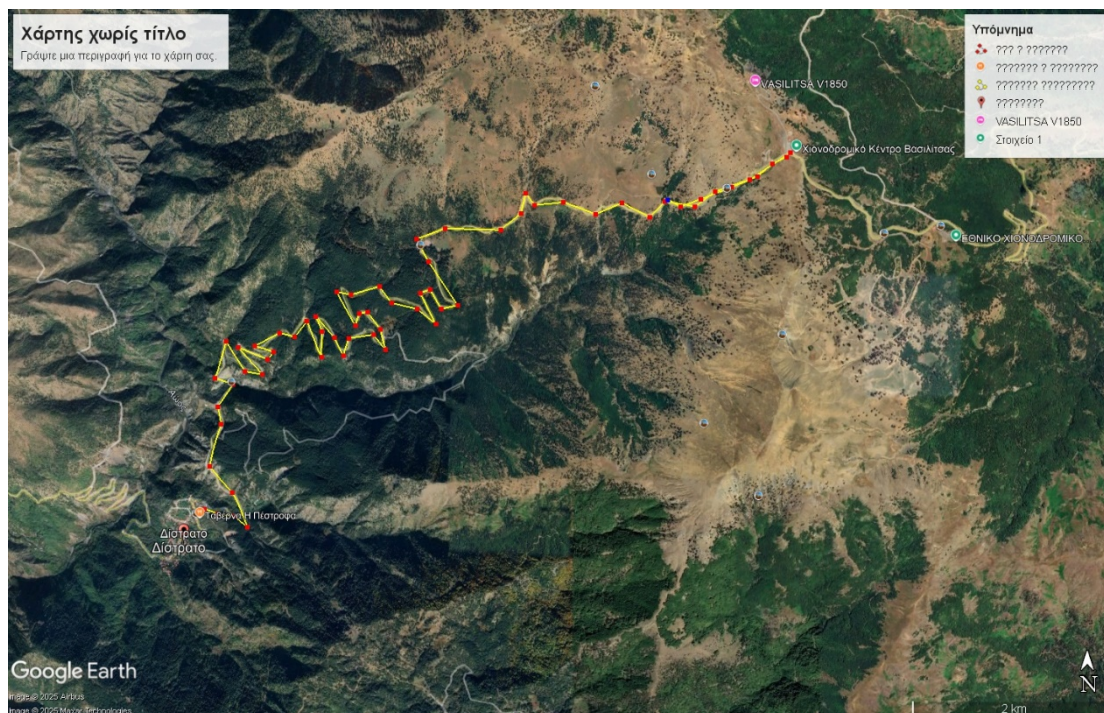 Χάρτης χωρίς τίτλο
Γράψτε μια περιγραφή για το χάρτη σας.
Υπόμνημα
??? ? ???????
??????? ? ????????
??????? ?????????
????????
VASILITSA V1850
Στοιχείο 1
VASILITSA V1850
Χιονοδρομικό Κέντρο Βασιλίτσας
ΕΘΝΙΚΟ ΧΙΟΝΟΔΡΟΜΙΚΟ...
Ταβέρνα Η Πέστροφα
Δίστρατο
Δίστρατο
Google Earth
Image © 2025 Airbus
Image © 2025 Maxar Technologies
N
2 km